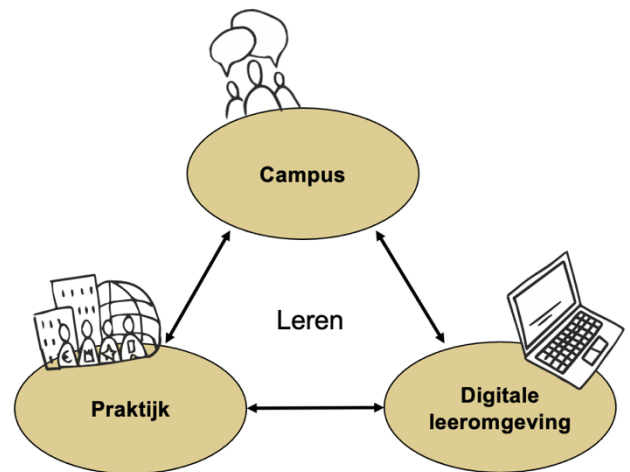 Campus
Leren
Praktijk
Digitale
leeromgeving